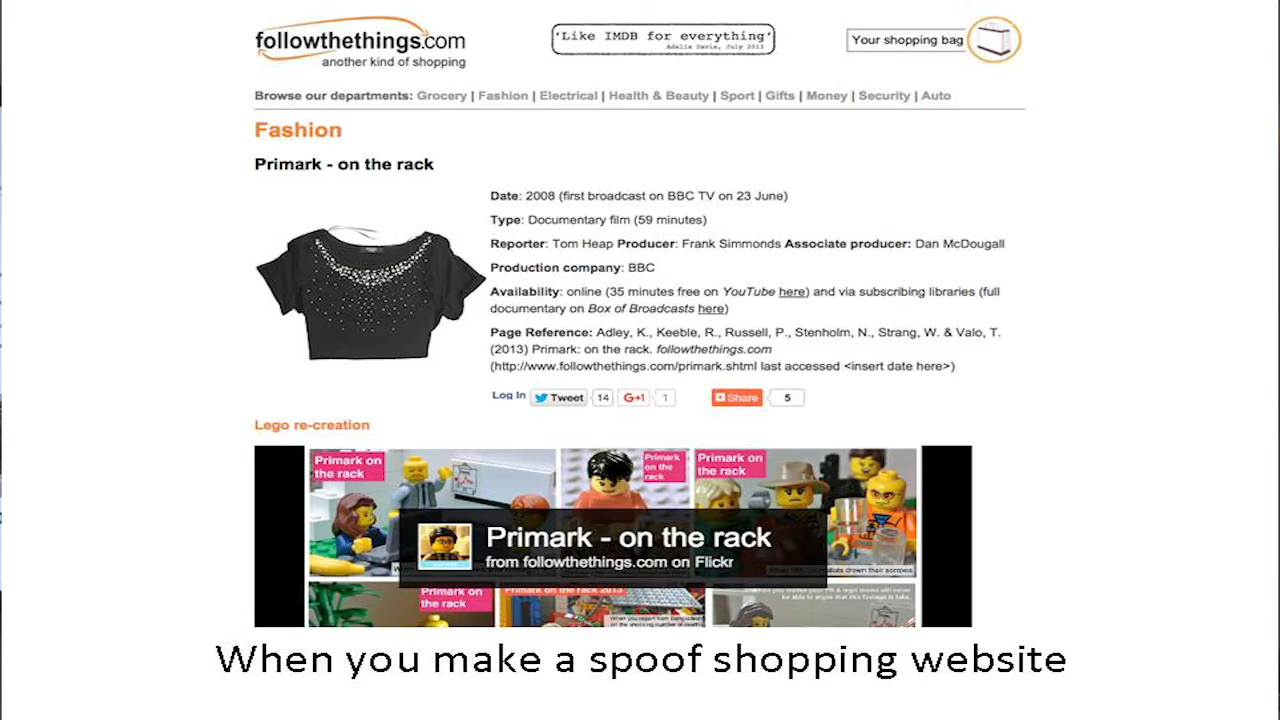 followthethings.com
another kind of shopping
'Like IMDB for everything'
Adalia Devis, July 2013
Your shopping bag
Browse our departments: Grocery | Fashion | Electrical | Health & Beauty | Sport | Gifts | Money | Security | Auto
Fashion
Primark - on the rack
Date: 2008 (first broadcast on BBC TV on 23 June)
Type: Documentary film (59 minutes)
Reporter: Tom Heap Producer: Frank Simmonds Associate producer: Dan McDougall
Production company: BBC
Availability: online (35 minutes free on YouTube here) and via subscribing libraries (full
documentary on Box of Broadcasts here)
Page Reference: Adley, K., Keeble, R., Russell, P., Stenholm, N., Strang, W. & Valo, T.
(2013) Primark: on the rack. followthethings.com
(http://www.followthethings.com/primark.shtml last accessed <insert date here>)
Log In Tweet 14 G+1 1 Share 5
Lego re-creation
Primark on
the rack
Primark
on the
rack
Primark on
the rack
Primark - on the rack
from followthethings.com on Flickr
Primark on
the rack
Primark on the rack 2013
When you make a spoof shopping website